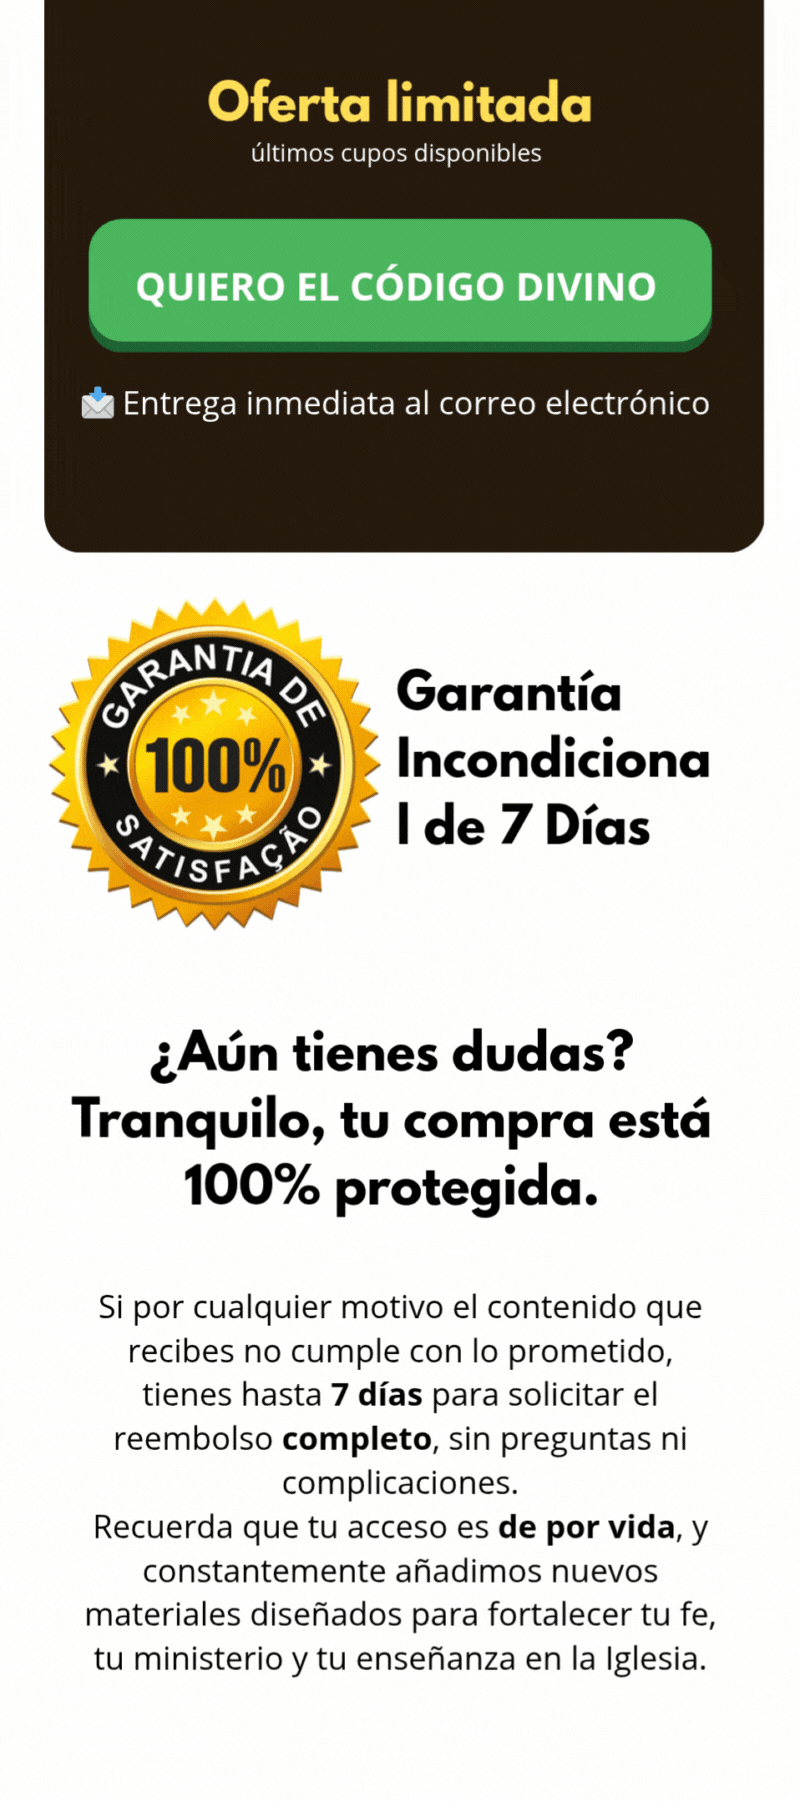 Oferta limitada
últimos cupos disponibles
QUIERO EL CÓDIGO DIVINO
📩 Entrega inmediata al correo electrónico
GARANTIA DE
100%
SATISFAÇÃO
Garantía
Incondiciona
l de 7 Días
¿Aún tienes dudas?
Tranquilo, tu compra está
100% protegida.
Si por cualquier motivo el contenido que
recibes no cumple con lo prometido,
tienes hasta 7 días para solicitar el
reembolso completo, sin preguntas ni
complicaciones.
Recuerda que tu acceso es de por vida, y
constantemente añadimos nuevos
materiales diseñados para fortalecer tu fe,
tu ministerio y tu enseñanza en la Iglesia.